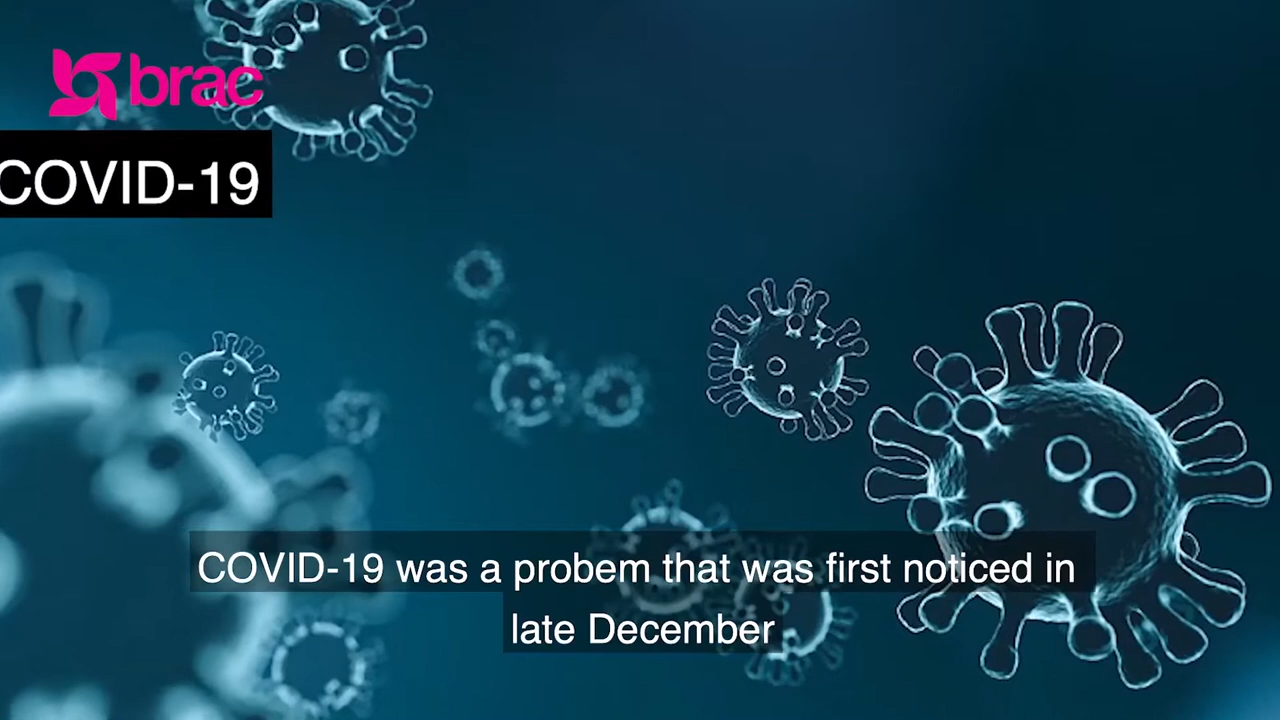 brac
COVID-19
COVID-19 was a probem that was first noticed in
late December